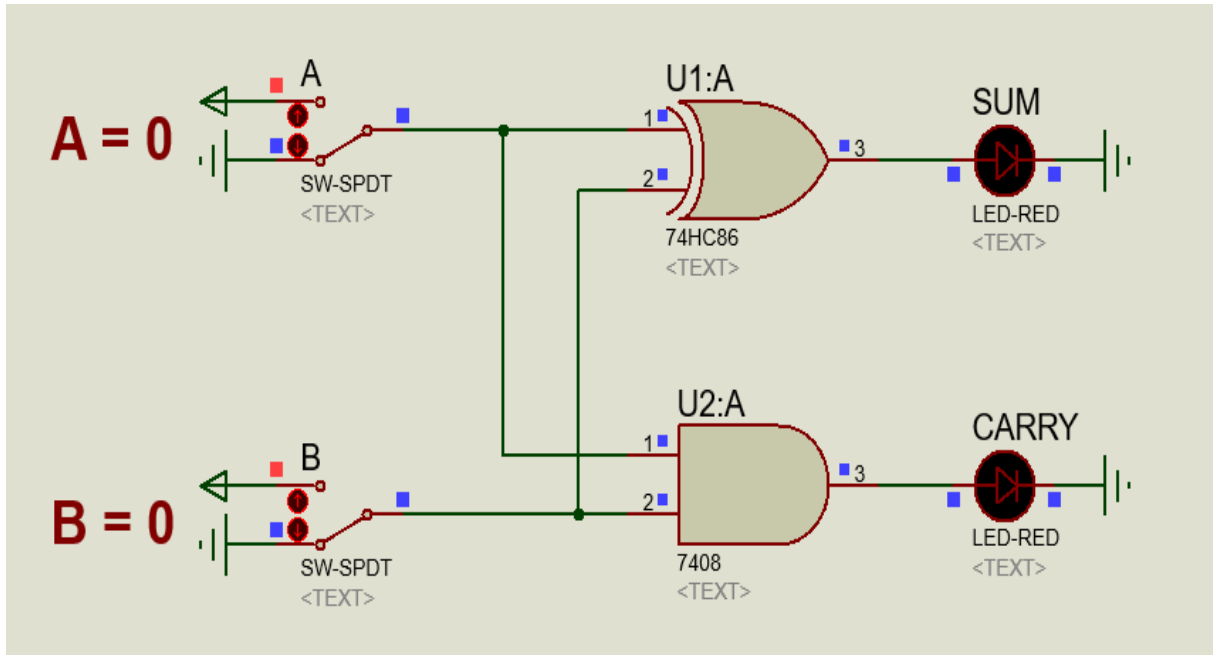 A
A = 0
SW-SPDT
<TEXT>
U1:A
1
2
3
74HC86
<TEXT>
SUM
LED-RED
<TEXT>
B
B = 0
SW-SPDT
<TEXT>
U2:A
1
2
3
7408
<TEXT>
CARRY
LED-RED
<TEXT>